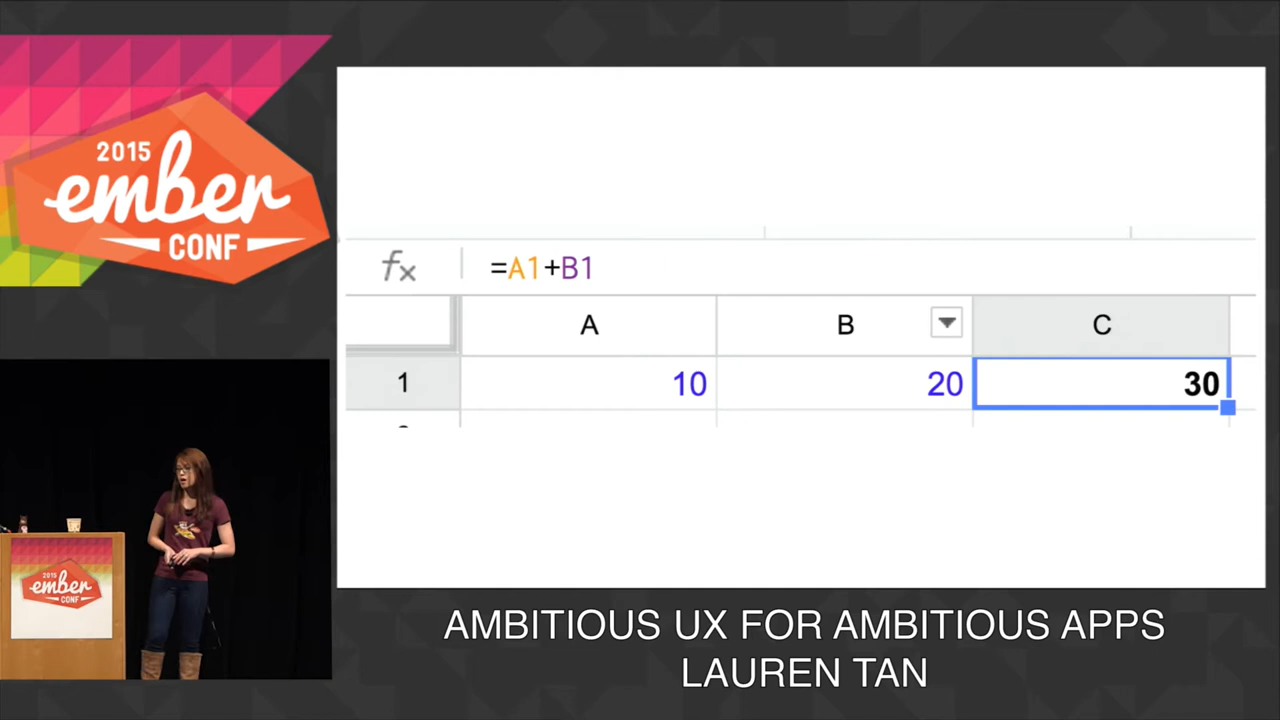 2015
ember
CONF
fx
=A1+B1
A
B
C
1
10
20
30
2015
ember
CONF
AMBITIOUS UX FOR AMBITIOUS APPS
LAUREN TAN